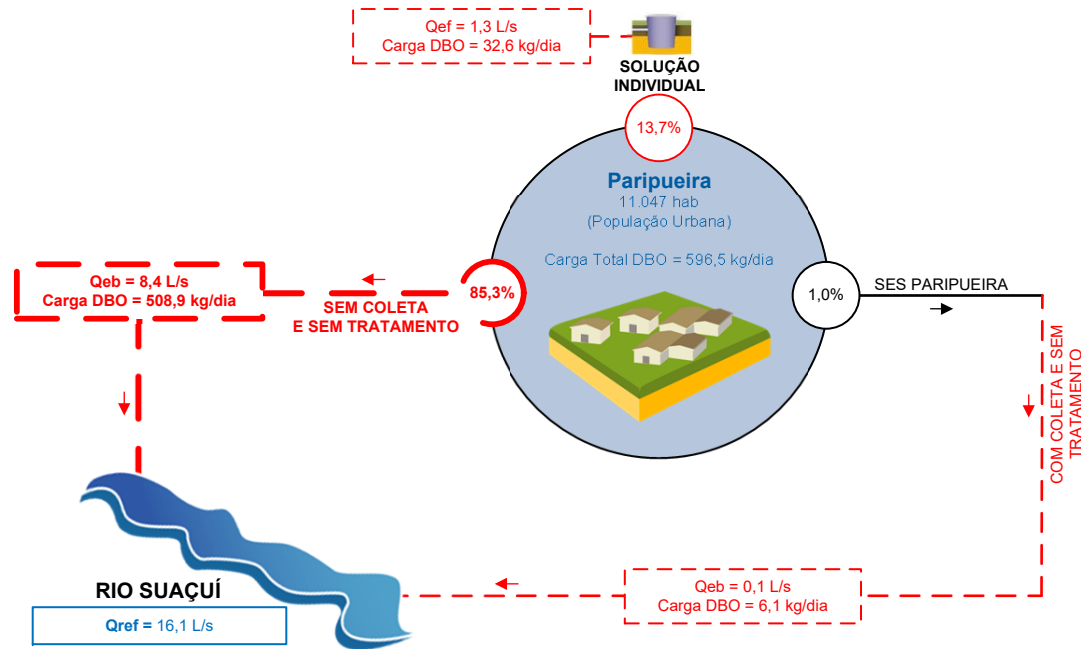 Qef = 1,3 L/s
Carga DBO = 32,6 kg/dia
SOLUÇÃO
INDIVIDUAL
13,7%
Paripueira
11.047 hab
(População Urbana)
Carga Total DBO = 596,5 kg/dia
Qeb = 8,4 L/s
Carga DBO = 508,9 kg/dia
85,3%
SEM COLETA
E SEM TRATAMENTO
1,0%
SES PARIPUEIRA
COM COLETA E SEM
TRATAMENTO
Qeb = 0,1 L/s
Carga DBO = 6,1 kg/dia
RIO SUAÇUÍ
Qref = 16,1 L/s